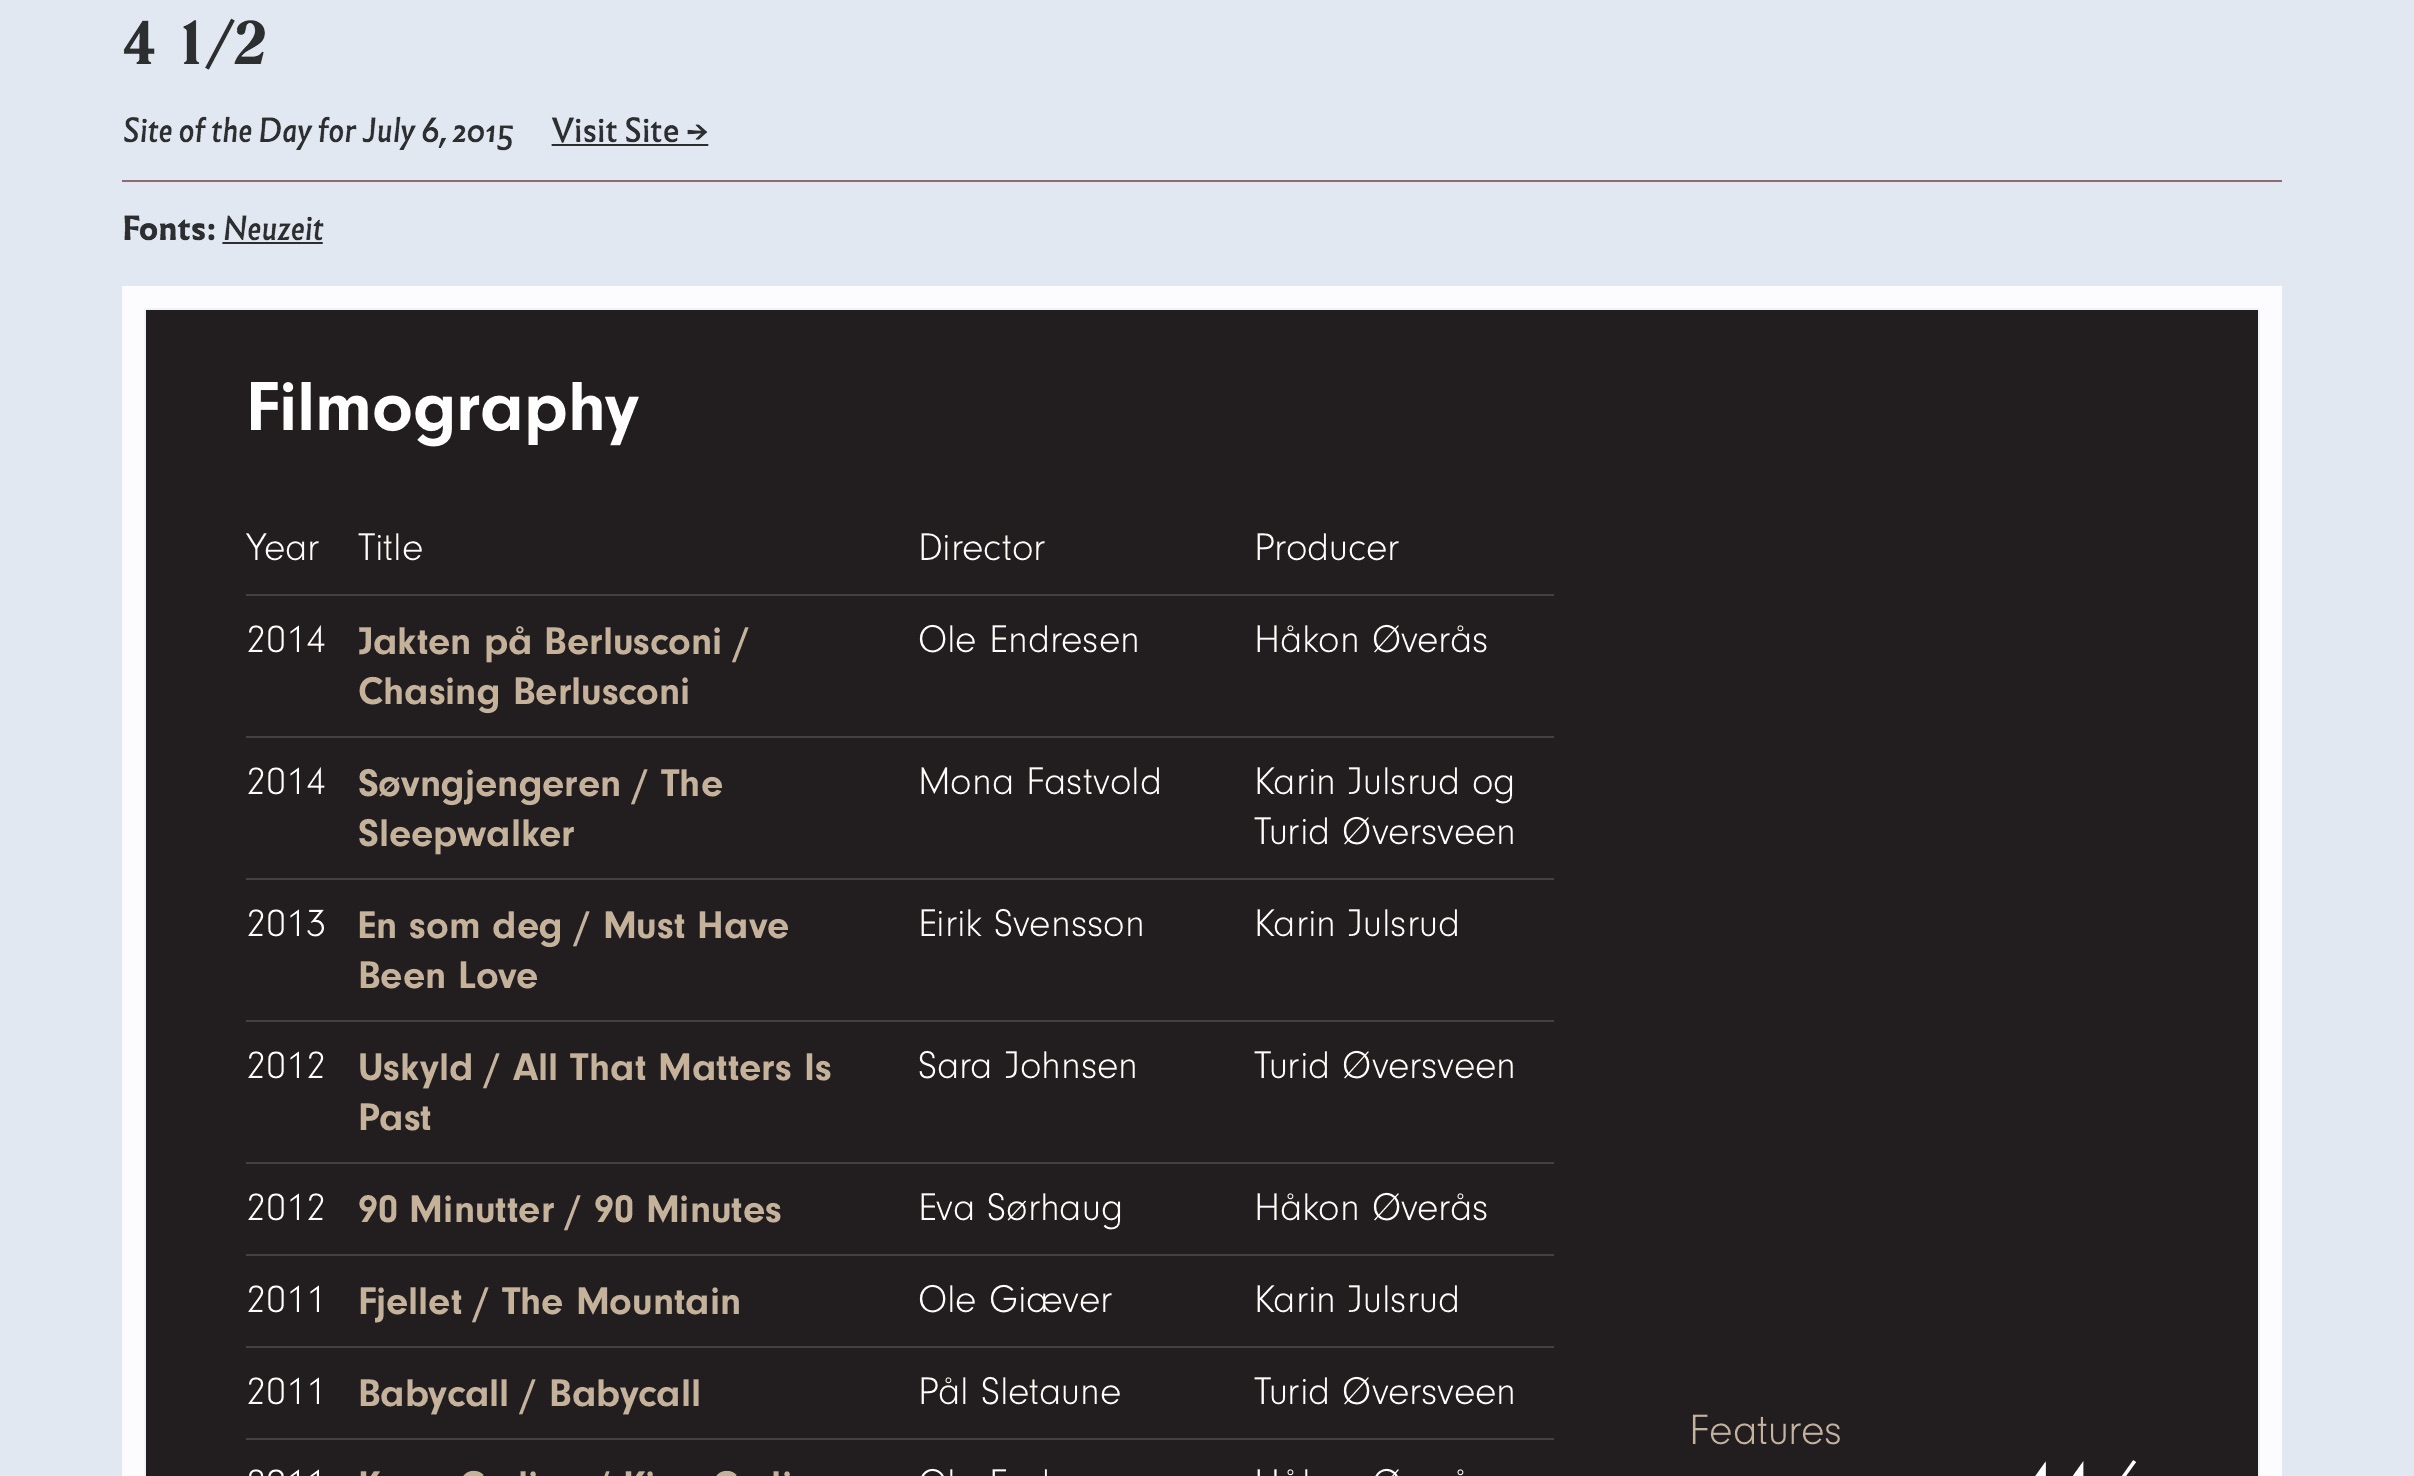 4 1/2
Site of the Day for July 6, 2015 Visit Site →
Fonts: Neuzeit
Filmography
Year Title Director Producer
2014 Jakten på Berlusconi / Ole Endresen Håkon Øverås
Chasing Berlusconi
2014 Søvngjengeren / The Mona Fastvold Karin Julsrud og
Sleepwalker Turid Øversveen
2013 En som deg / Must Have Eirik Svensson Karin Julsrud
Been Love
2012 Uskyld / All That Matters Is Sara Johnsen Turid Øversveen
Past
2012 90 Minutter / 90 Minutes Eva Sørhaug Håkon Øverås
2011 Fjellet / The Mountain Ole Giæver Karin Julsrud
2011 Babycall / Babycall Pål Sletaune Turid Øversveen
Features